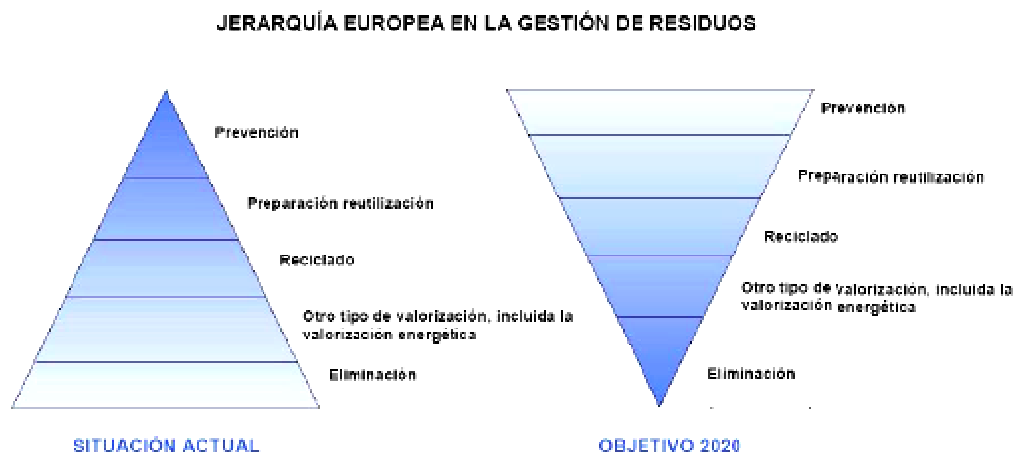 JERARQUÍA EUROPEA EN LA GESTIÓN DE RESIDUOS
Prevención
Preparación reutilización
Reciclado
Otro tipo de valorización, incluida la
valorización energética
Eliminación
SITUACIÓN ACTUAL
Prevención
Preparación reutilización
Reciclado
Otro tipo de valorización, incluida la
valorización energética
Eliminación
OBJETIVO 2020